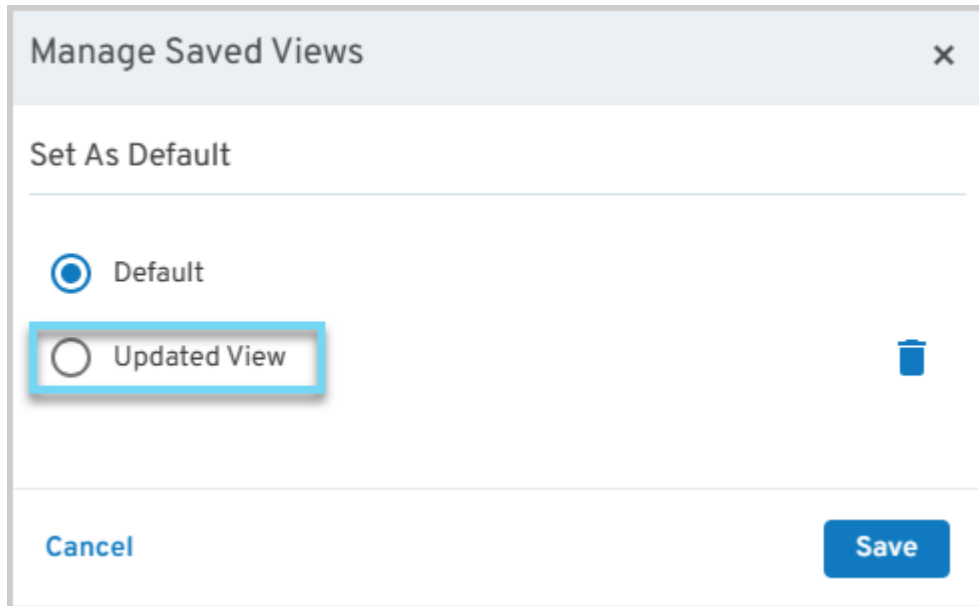 Manage Saved Views
Set As Default
Default
Updated View
Cancel
Save